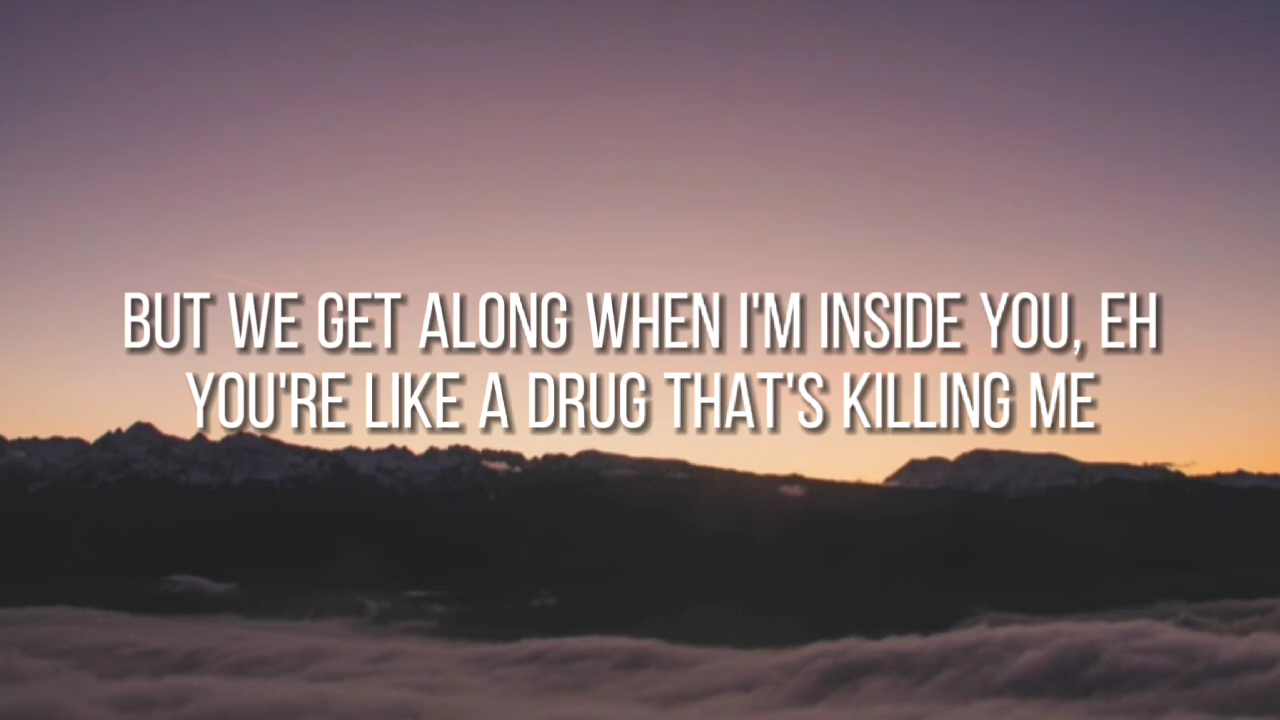 BUT WE GET ALONG WHEN I'M INSIDE YOU, EH
YOU'RE LIKE A DRUG THAT'S KILLING ME